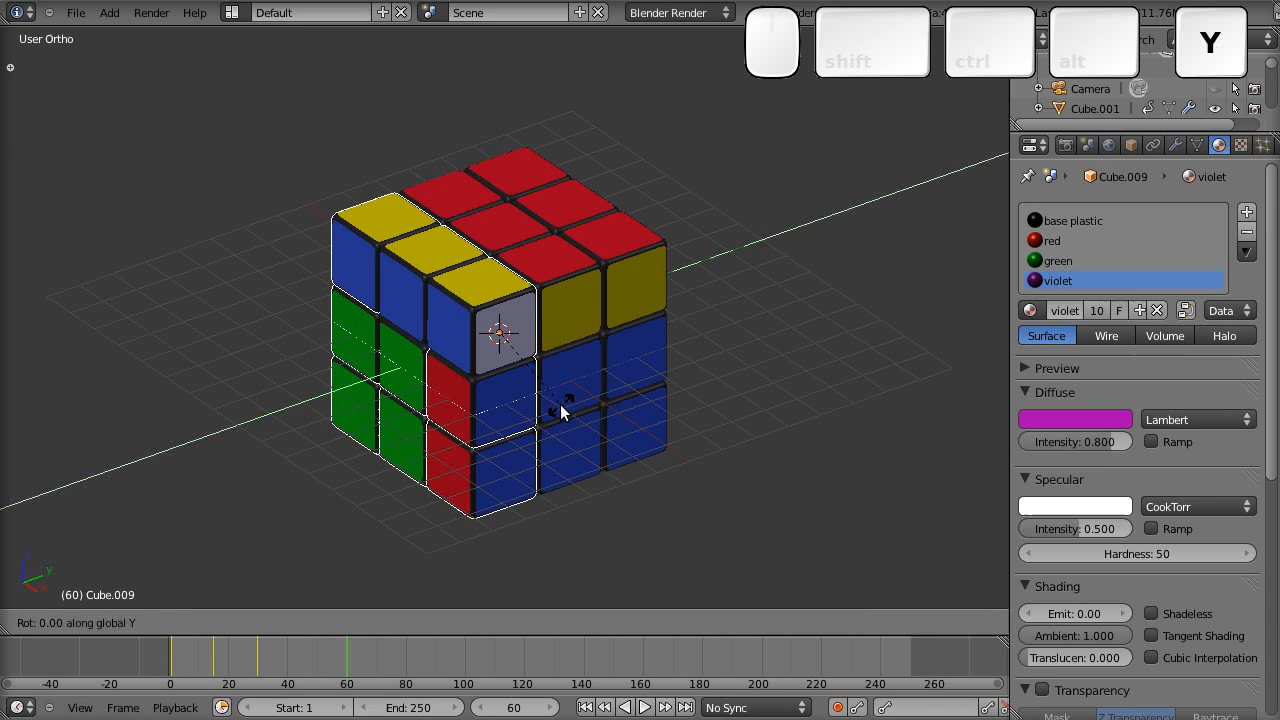 File Add Render Help Default Scene Blender Render 11.76M
shift ctrl alt Y
User Ortho
Camera
Cube.001
Cube.009 violet
base plastic
red
green
violet
violet 10 F Data
Surface Wire Volume Halo
Preview
Diffuse
Lambert
Intensity: 0.800 Ramp
Specular
CookTorr
Intensity: 0.500 Ramp
Hardness: 50
Shading
Emit: 0.00 Shadeless
Ambient: 1.000 Tangent Shading
Translucen: 0.000 Cubic Interpolation
Transparency
Mask Z Transparency Raytrace
z
y
x
(60) Cube.009
Rot: 0.00 along global Y
-40 -20 0 20 40 60 80 100 120 140 160 180 200 220 240 260
View Frame Playback Start: 1 End: 250 60 No Sync